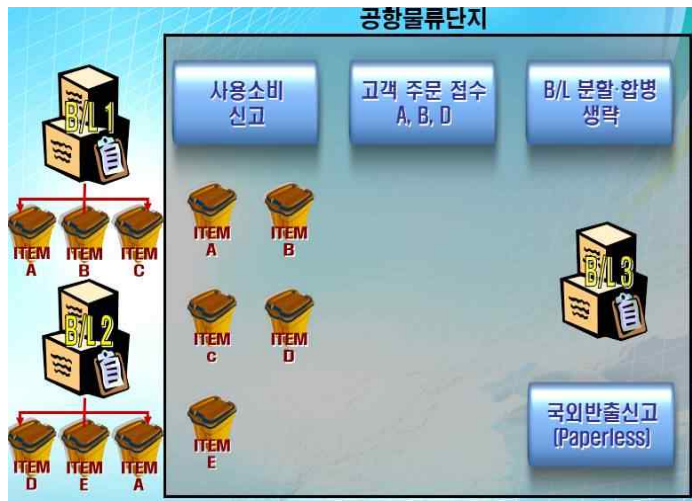 공항물류단지
사용소비
신고
고객 주문 접수
A, B, D
B/L 분할·합병
생략
B/L 1
ITEM
A
ITEM
B
ITEM
C
B/L 2
ITEM
D
ITEM
E
ITEM
A
ITEM
A
ITEM
B
ITEM
c
ITEM
D
ITEM
E
B/L 3
국외반출신고
(Paperless)